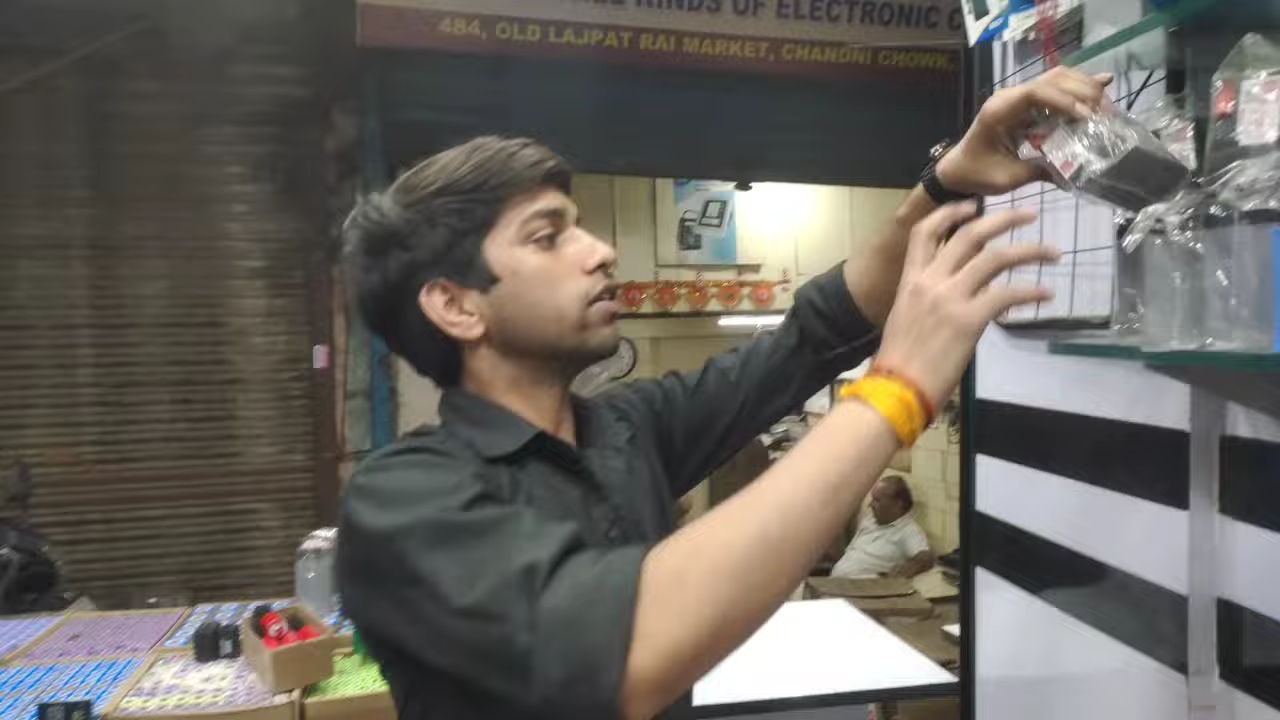 KINDS OF ELECTRONIC C
484, OLD LAJPAT RAI MARKET, CHANDNI CHOWK,